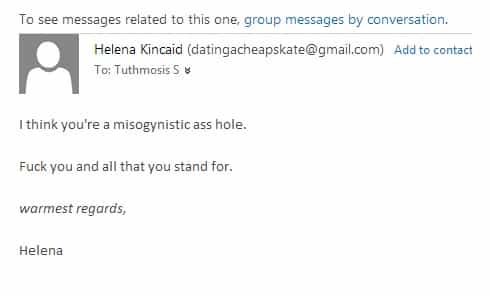 To see messages related to this one, group messages by conversation.
Helena Kincaid (datingacheapskate@gmail.com) Add to contact
To: Tuthmosis S
I think you're a misogynistic ass hole.
Fuck you and all that you stand for.
warmest regards,
Helena